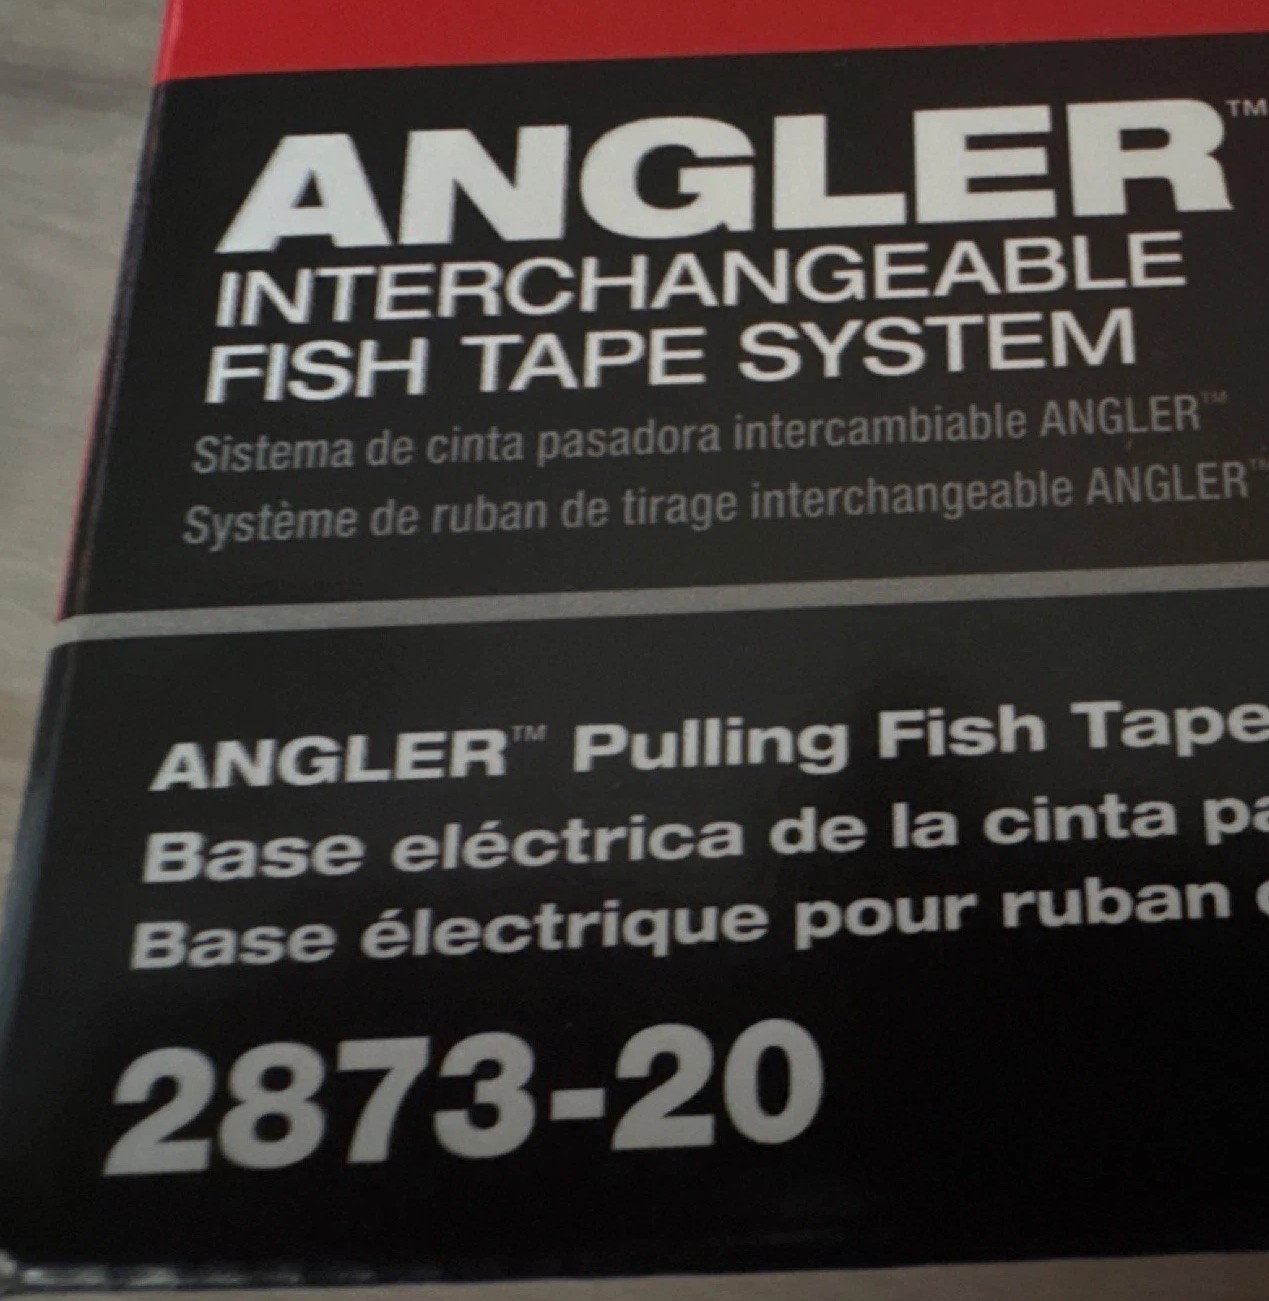 ANGLER™
INTERCHANGEABLE
FISH TAPE SYSTEM
Sistema de cinta pasadora intercambiable ANGLER™
Système de ruban de tirage interchangeable ANGLER™
ANGLER™ Pulling Fish Tape
Base eléctrica de la cinta
Base électrique pour ruban
2873-20